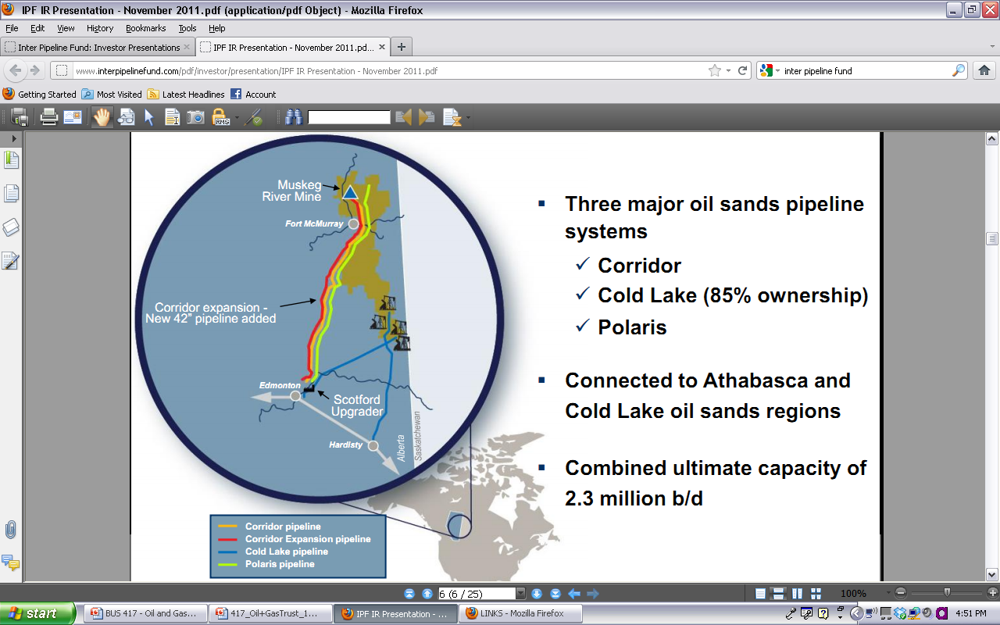 IPF IR Presentation - November 2011.pdf (application/pdf Object) - Mozilla Firefox
File Edit View History Bookmarks Tools Help
Inter Pipeline Fund: Investor Presentations
IPF IR Presentation - November 2011.pd...
www.interpipelinefund.com/pdf/investor/presentation/IPF IR Presentation - November 2011.pdf
inter pipeline fund
Getting Started Most Visited Latest Headlines Account
RMS
Muskeg
River Mine
Fort McMurray
Corridor expansion -
New 42” pipeline added
Edmonton
Scotford
Upgrader
Hardisty
Alberta
Saskatchewan
Corridor pipeline
Corridor Expansion pipeline
Cold Lake pipeline
Polaris pipeline
▪ Three major oil sands pipeline
systems
✓ Corridor
✓ Cold Lake (85% ownership)
✓ Polaris
▪ Connected to Athabasca and
Cold Lake oil sands regions
▪ Combined ultimate capacity of
2.3 million b/d
6 (6 / 25)
100%
start
BUS 417 - Oil and Gas...
417_Oil+GasTrust_1...
IPF IR Presentation - ...
LINKS - Mozilla Firefox
4:51 PM